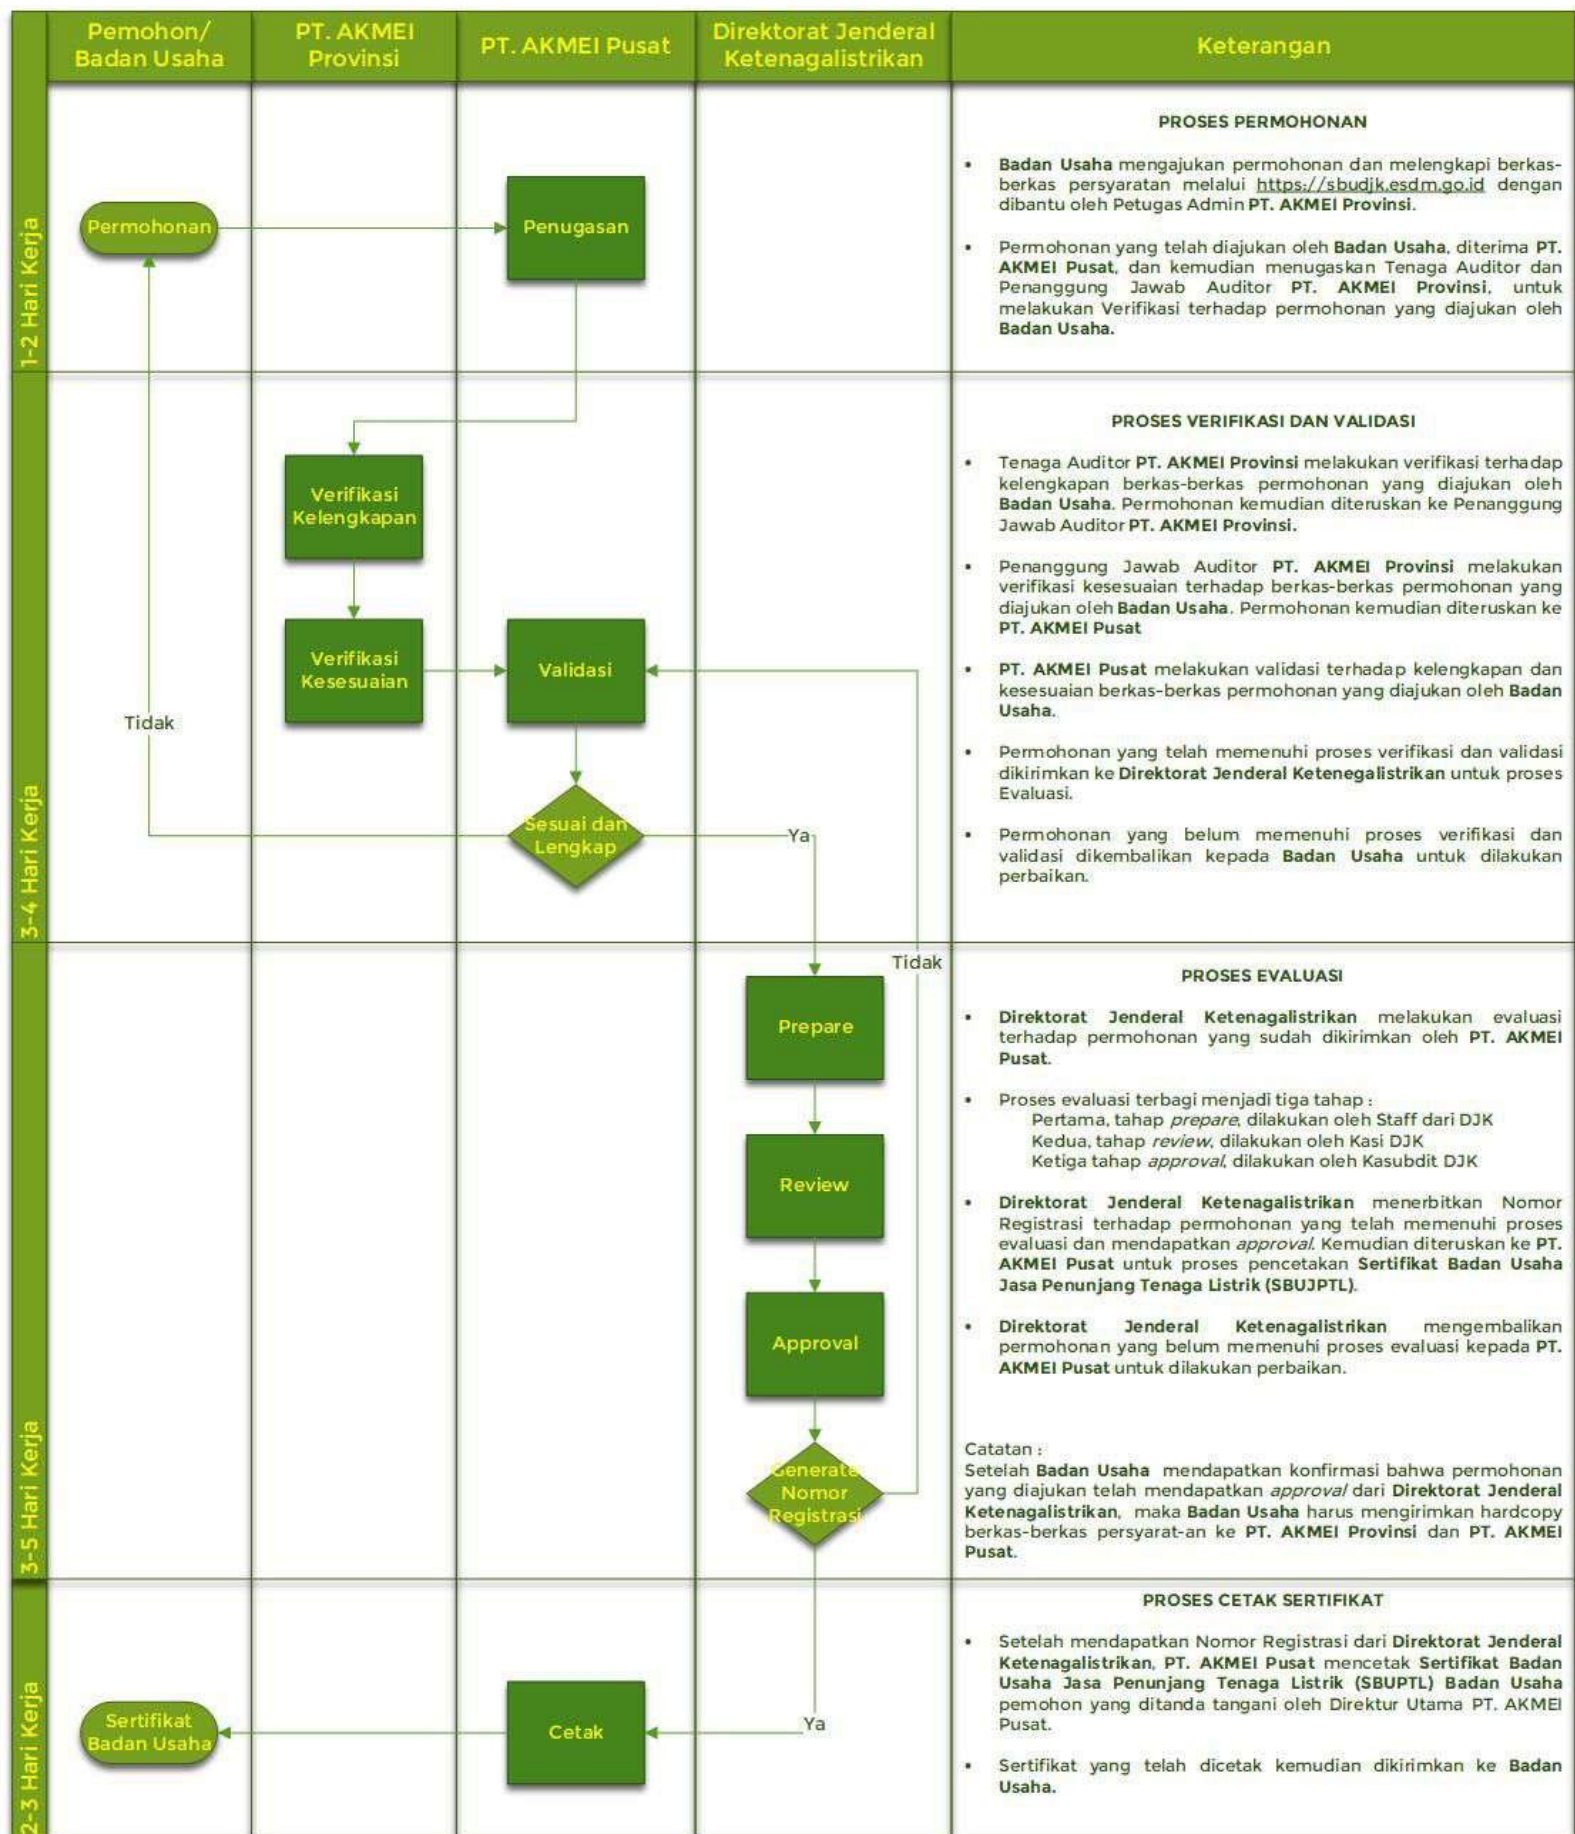 Pemohon/
Badan Usaha
PT. AKMEI
Provinsi
PT. AKMEI Pusat
Direktorat Jenderal
Ketenagalistrikan
Keterangan
1-2 Hari Kerja
Permohonan
Penugasan
PROSES PERMOHONAN
• Badan Usaha mengajukan permohonan dan melengkapi berkas-
berkas persyaratan melalui https://sbudjk.esdm.go.id dengan
dibantu oleh Petugas Admin PT. AKMEI Provinsi.
• Permohonan yang telah diajukan oleh Badan Usaha, diterima PT.
AKMEI Pusat, dan kemudian menugaskan Tenaga Auditor dan
Penanggung Jawab Auditor PT. AKMEI Provinsi, untuk
melakukan Verifikasi terhadap permohonan yang diajukan oleh
Badan Usaha.
3-4 Hari Kerja
Verifikasi
Kelengkapan
Verifikasi
Kesesuaian
Validasi
Tidak
Sesuai dan
Lengkap
Ya
PROSES VERIFIKASI DAN VALIDASI
• Tenaga Auditor PT. AKMEI Provinsi melakukan verifikasi terhadap
kelengkapan berkas-berkas permohonan yang diajukan oleh
Badan Usaha. Permohonan kemudian diteruskan ke Penanggung
Jawab Auditor PT. AKMEI Provinsi.
• Penanggung Jawab Auditor PT. AKMEI Provinsi melakukan
verifikasi kesesuaian terhadap berkas-berkas permohonan yang
diajukan oleh Badan Usaha. Permohonan kemudian diteruskan ke
PT. AKMEI Pusat
• PT. AKMEI Pusat melakukan validasi terhadap kelengkapan dan
kesesuaian berkas-berkas permohonan yang diajukan oleh Badan
Usaha.
• Permohonan yang telah memenuhi proses verifikasi dan validasi
dikirimkan ke Direktorat Jenderal Ketenegalistrikan untuk proses
Evaluasi.
• Permohonan yang belum memenuhi proses verifikasi dan
validasi dikembalikan kepada Badan Usaha untuk dilakukan
perbaikan.
3-5 Hari Kerja
Tidak
Prepare
Review
Approval
Generate
Nomor
Registrasi
PROSES EVALUASI
• Direktorat Jenderal Ketenagalistrikan melakukan evaluasi
terhadap permohonan yang sudah dikirimkan oleh PT. AKMEI
Pusat.
• Proses evaluasi terbagi menjadi tiga tahap :
Pertama, tahap prepare, dilakukan oleh Staff dari DJK
Kedua, tahap review, dilakukan oleh Kasi DJK
Ketiga tahap approval, dilakukan oleh Kasubdit DJK
• Direktorat Jenderal Ketenagalistrikan menerbitkan Nomor
Registrasi terhadap permohonan yang telah memenuhi proses
evaluasi dan mendapatkan approval. Kemudian diteruskan ke PT.
AKMEI Pusat untuk proses pencetakan Sertifikat Badan Usaha
Jasa Penunjang Tenaga Listrik (SBUJPTL).
• Direktorat Jenderal Ketenagalistrikan mengembalikan
permohonan yang belum memenuhi proses evaluasi kepada PT.
AKMEI Pusat untuk dilakukan perbaikan.
Catatan :
Setelah Badan Usaha mendapatkan konfirmasi bahwa permohonan
yang diajukan telah mendapatkan approval dari Direktorat Jenderal
Ketenagalistrikan, maka Badan Usaha harus mengirimkan hardcopy
berkas-berkas persyarat-an ke PT. AKMEI Provinsi dan PT. AKMEI
Pusat.
2-3 Hari Kerja
Sertifikat
Badan Usaha
Cetak
Ya
PROSES CETAK SERTIFIKAT
• Setelah mendapatkan Nomor Registrasi dari Direktorat Jenderal
Ketenagalistrikan, PT. AKMEI Pusat mencetak Sertifikat Badan
Usaha Jasa Penunjang Tenaga Listrik (SBUPTL) Badan Usaha
pemohon yang ditanda tangani oleh Direktur Utama PT. AKMEI
Pusat.
• Sertifikat yang telah dicetak kemudian dikirimkan ke Badan
Usaha.